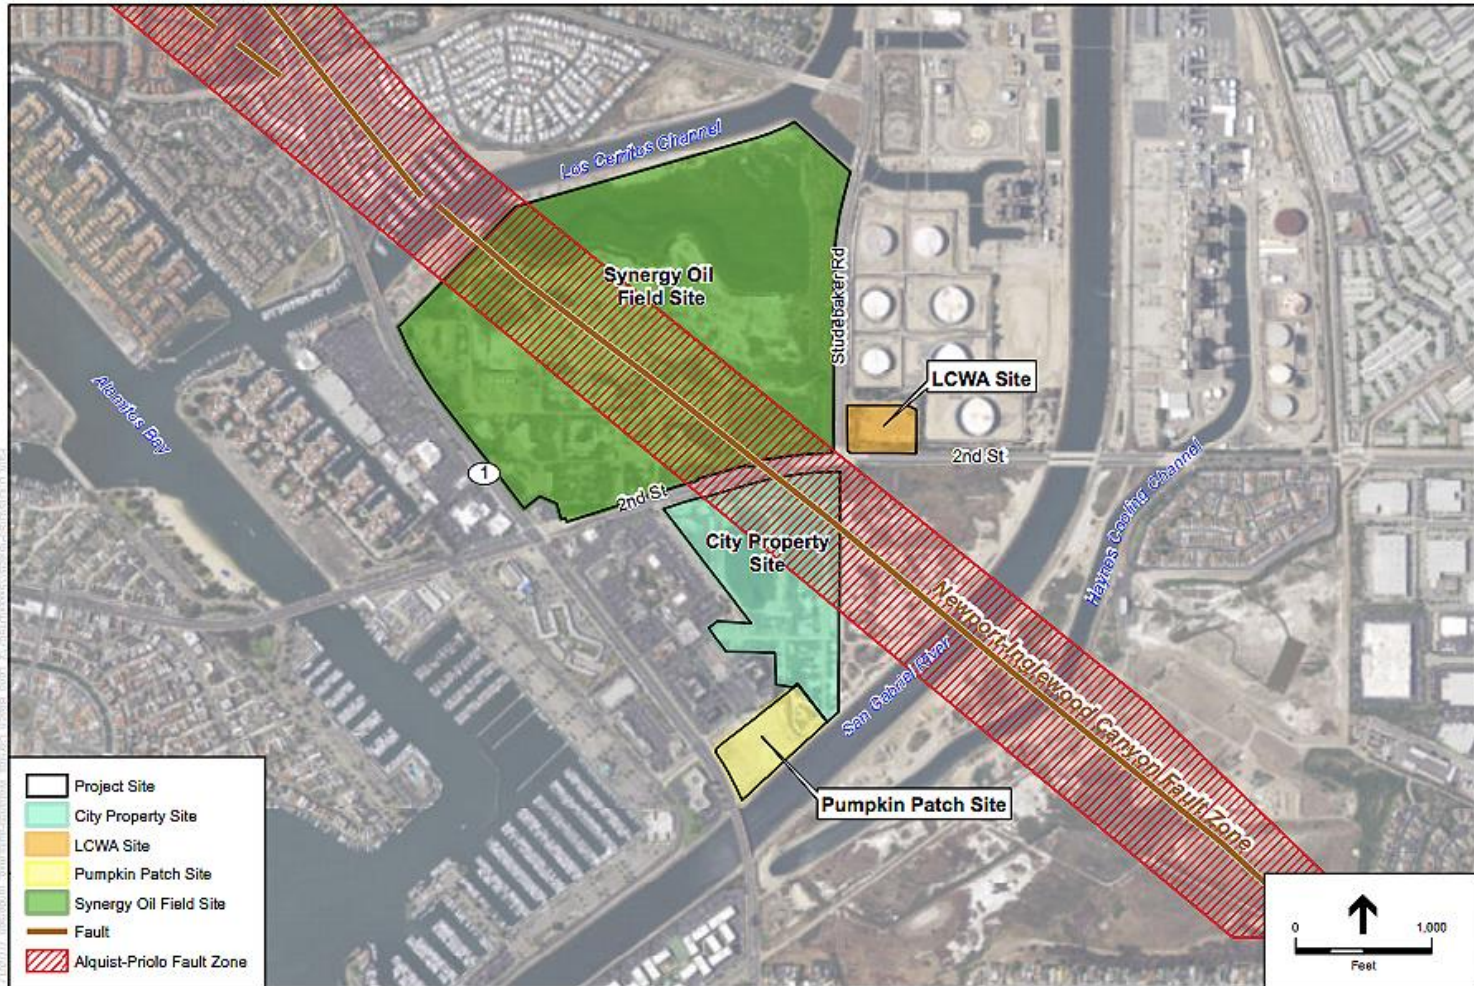 Los Cerritos Channel
Synergy Oil
Field Site
Studebaker Rd
LCWA Site
Alamitos Bay
1
2nd St
2nd St
Haynes Cooling Channel
City Property
Site
Newport-Inglewood Canyon Fault Zone
San Gabriel River
Pumpkin Patch Site
Project Site
City Property Site
LCWA Site
Pumpkin Patch Site
Synergy Oil Field Site
Fault
Alquist-Priolo Fault Zone
0 1,000
Feet